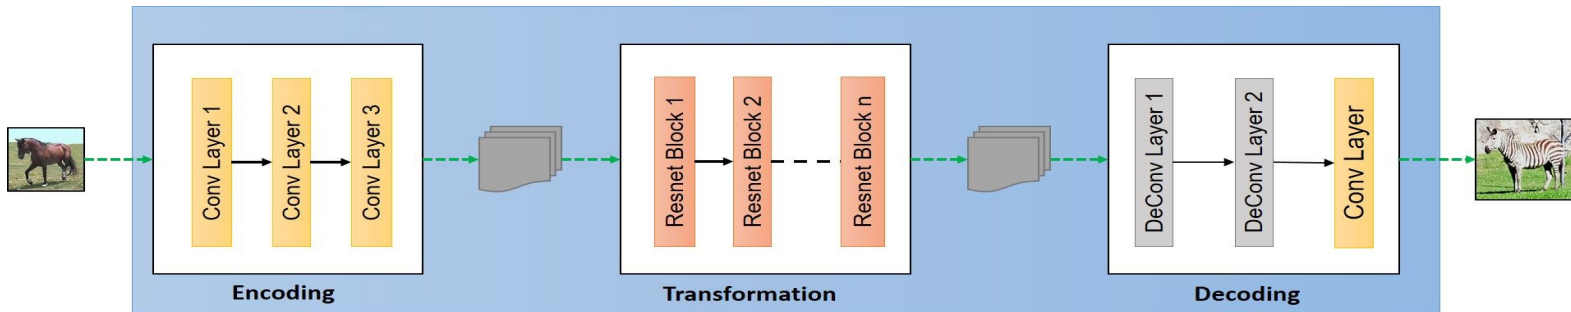 Conv Layer 1
Conv Layer 2
Conv Layer 3
Encoding
Resnet Block 1
Resnet Block 2
Resnet Block n
Transformation
DeConv Layer 1
DeConv Layer 2
Conv Layer
Decoding